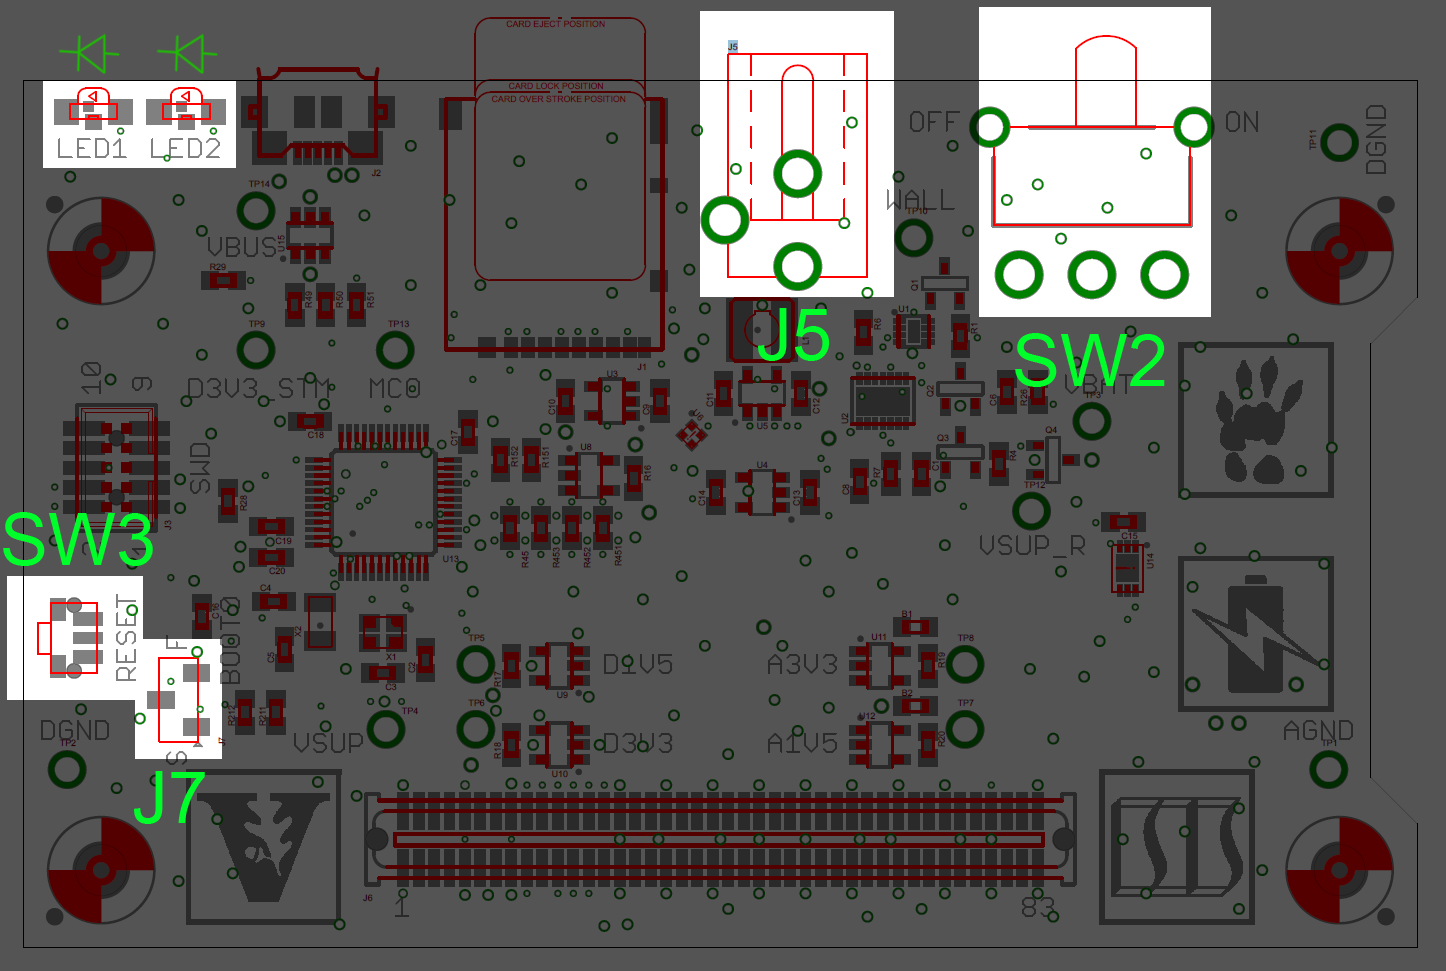 CARD EJECT POSITION
CARD LOCK POSITION
CARD OVER STROKE POSITION
J5
OFF
ON
TP11
DGND
LED1
LED2
J2
TP14
WALL
TP10
VBUS
U15
R29
R49
R50
R51
Q1
U1
R6
R1
TP9
TP13
J5
SW2
J1
10
9
D3V3_STM
MCO
U3
C10
C9
C11
C12
U5
U2
Q2
C6
R26
VBAT
TP3
C18
C17
SWD
R152
R151
U8
R16
U4
C14
C13
C8
R7
C1
Q3
R4
Q4
TP12
R28
J3
SW3
C19
C20
U13
R45
R453
R452
R451
VSUP_R
C15
U14
C4
C16
X2
X1
C5
C2
C3
RESET
BOOT0
F
S
J7
R212
R211
TP5
R17
U9
D1V5
A3V3
B1
U11
R19
TP8
TP4
VSUP
TP6
R18
U10
D3V3
A1V5
B2
U12
R20
TP7
DGND
TP2
AGND
TP1
J7
J6
1
83